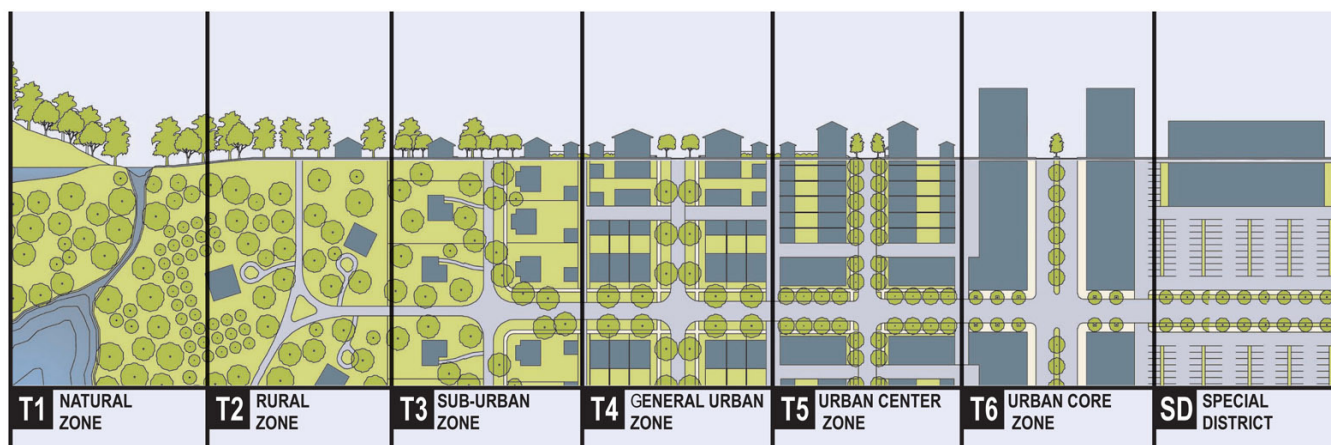 T1 NATURAL
ZONE
T2 RURAL
ZONE
T3 SUB-URBAN
ZONE
T4 GENERAL URBAN
ZONE
T5 URBAN CENTER
ZONE
T6 URBAN CORE
ZONE
SD SPECIAL
DISTRICT